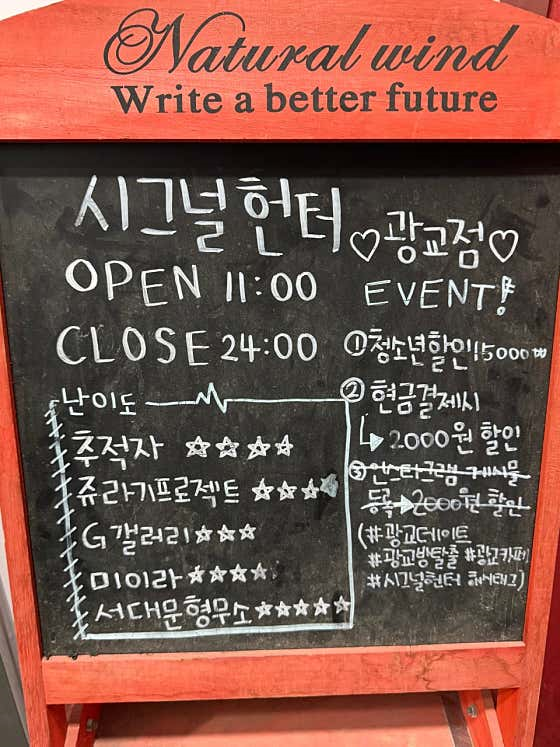 Natural wind
Write a better future
시그널헌터
♡광교점♡
OPEN 11:00
CLOSE 24:00
난이도
추적자 ☆☆☆☆
쥬라기프로젝트 ☆☆☆
G갤러리 ☆☆☆
미이라 ☆☆☆☆
서대문형무소 ☆☆☆☆☆
EVENT!
①청소년할인 15000₩
② 현금결제시
↳2000원 할인
③인스타그램 게시물
등록→2000원 할인
(#광교데이트
#광교방탈출 #광교카페
#시그널헌터 해시태그)